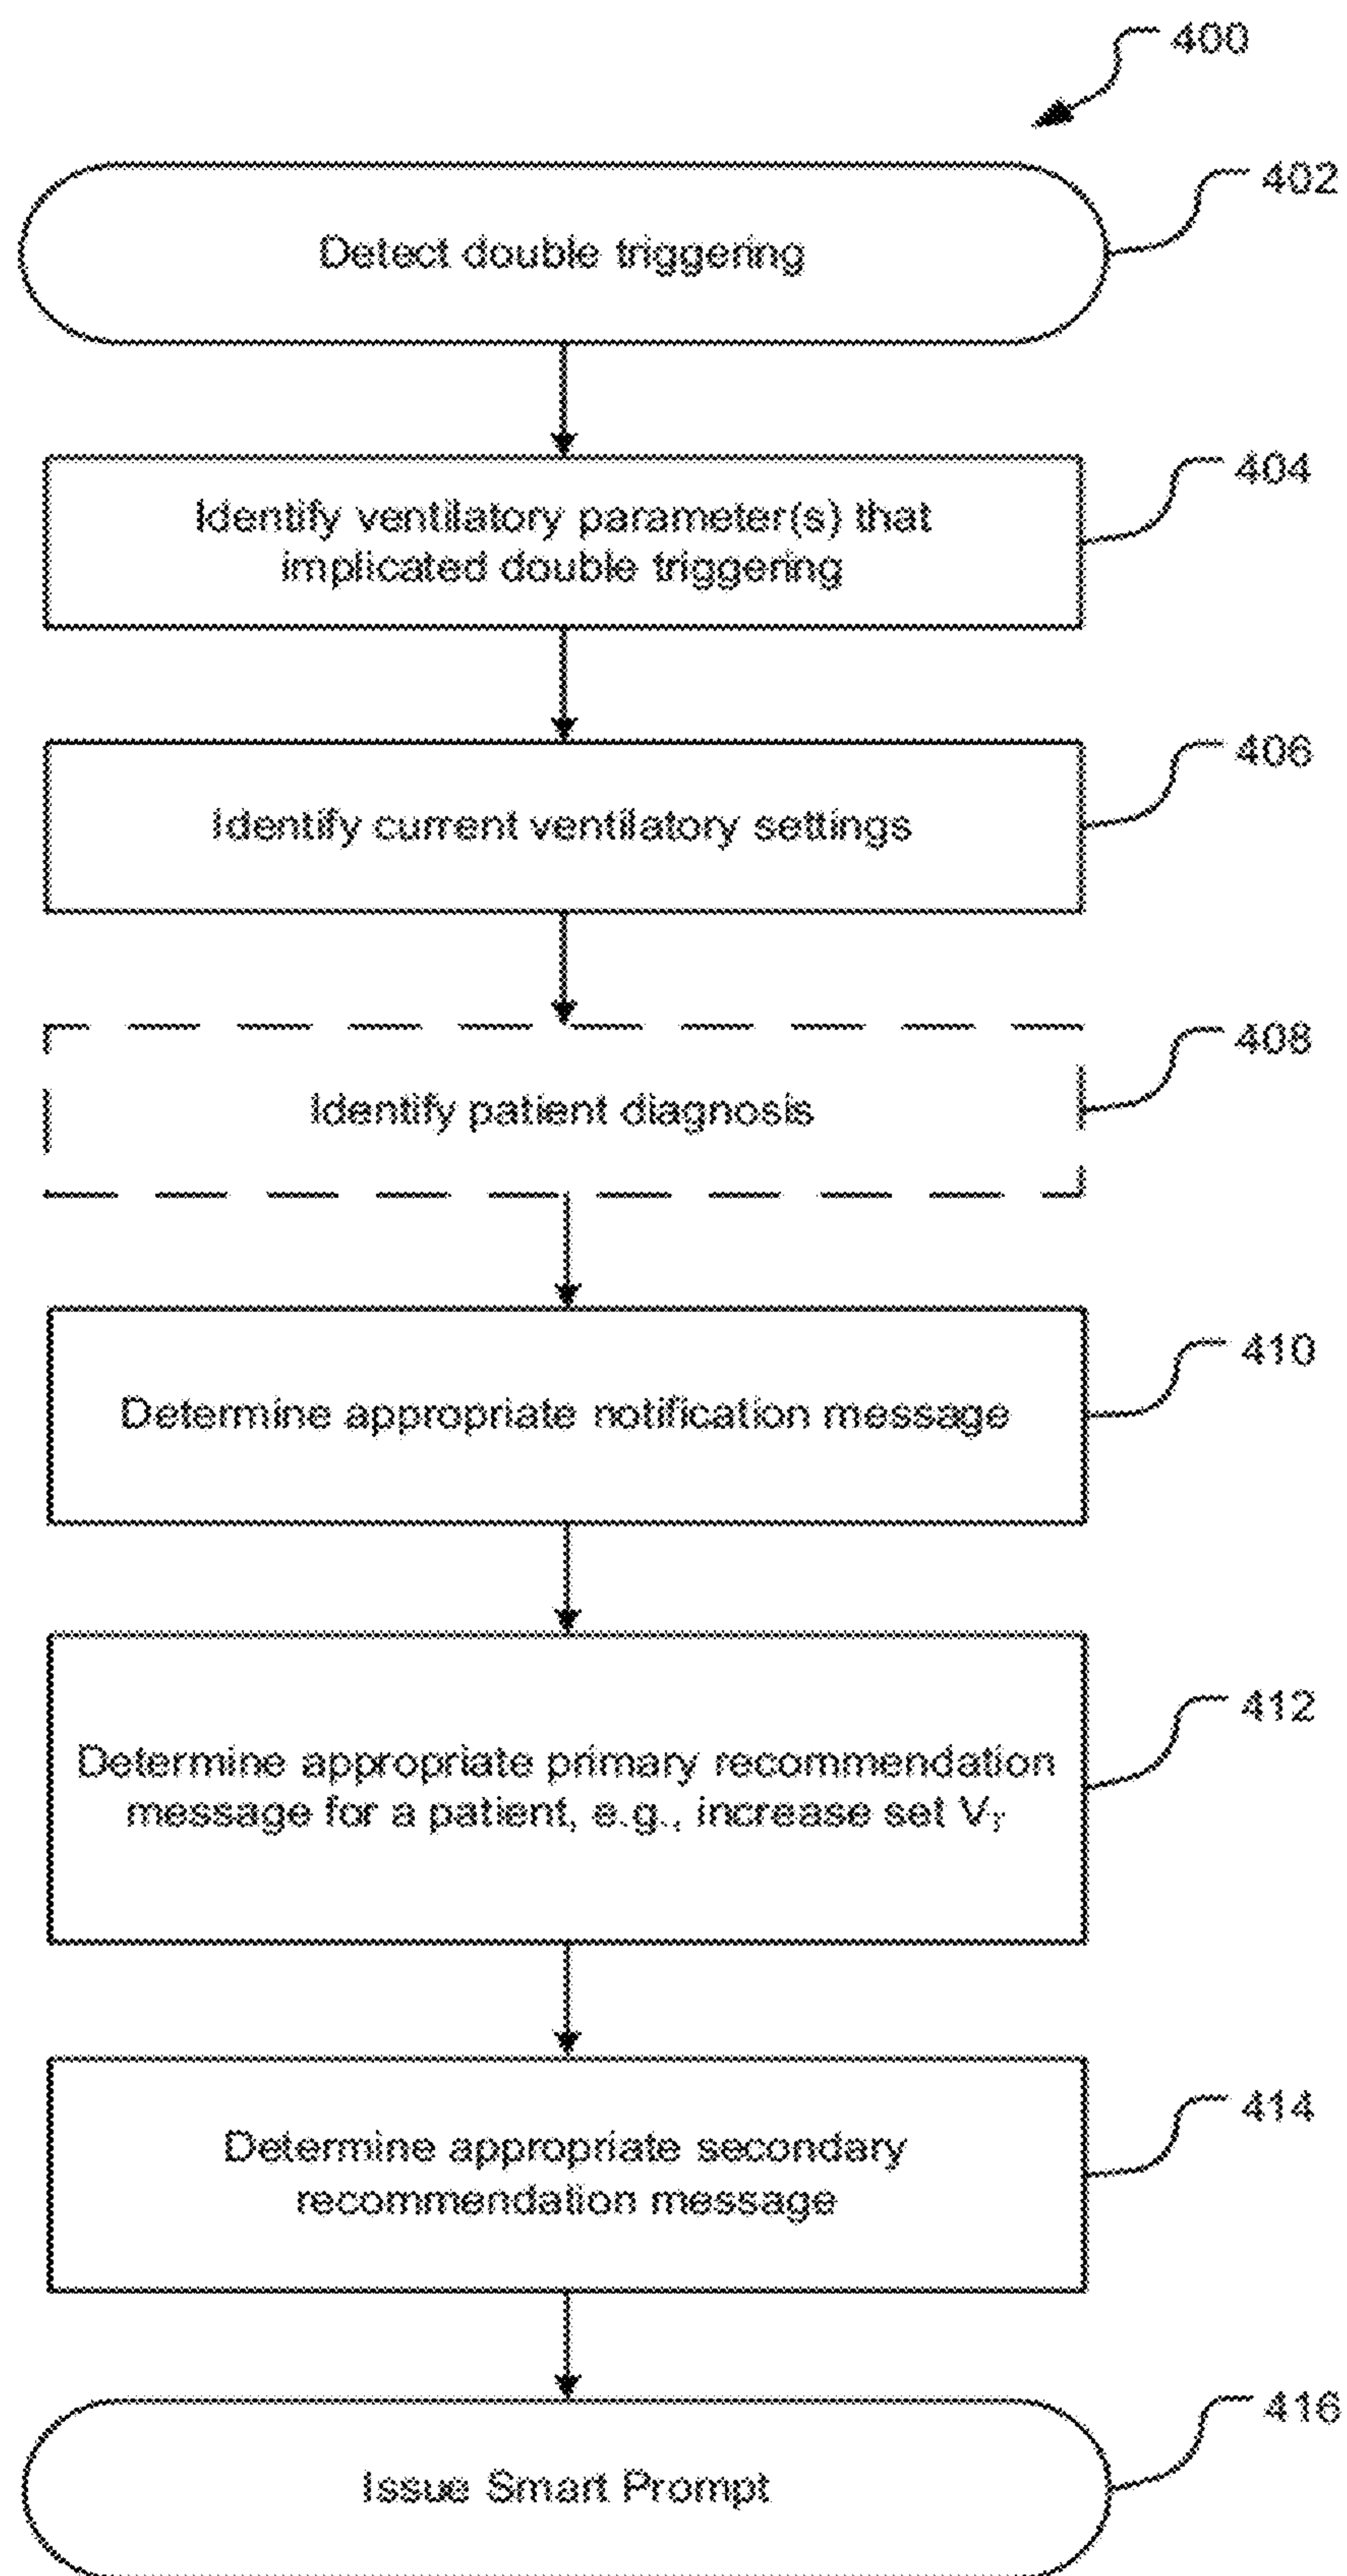 400
402
Detect double triggering
404
Identify ventilatory parameter(s) that
implicated double triggering
406
Identify current ventilatory settings
408
Identify patient diagnosis
410
Determine appropriate notification message
412
Determine appropriate primary recommendation
message for a patient, e.g., increase set V_T
414
Determine appropriate secondary
recommendation message
416
Issue Smart Prompt